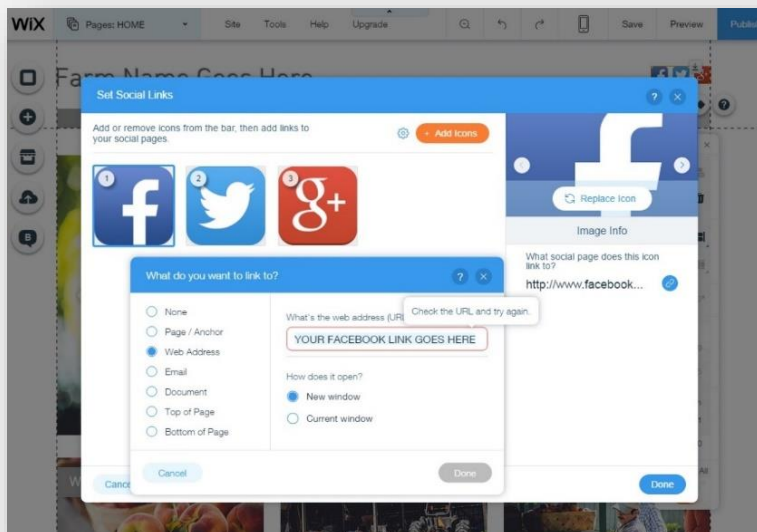 WiX
Pages: HOME
Site
Tools
Help
Upgrade
Save
Preview
Publis
Farm Name Goes Here
Set Social Links
?
Add or remove icons from the bar, then add links to
your social pages.
+ Add Icons
1
2
3
Replace Icon
Image Info
What social page does this icon
link to?
http://www.facebook...
What do you want to link to?
?
None
Page / Anchor
Web Address
Email
Document
Top of Page
Bottom of Page
What's the web address (URL
Check the URL and try again.
YOUR FACEBOOK LINK GOES HERE
How does it open?
New window
Current window
Cancel
Done
Cance
Done